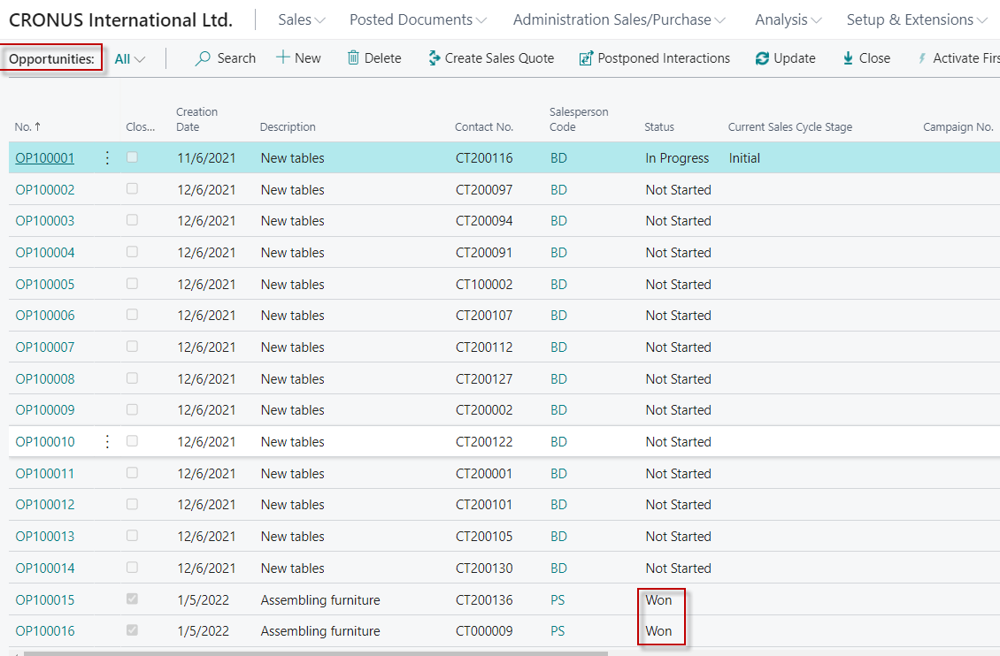 CRONUS International Ltd. Sales Posted Documents Administration Sales/Purchase Analysis Setup & Extensions
Opportunities: All Search New Delete Create Sales Quote Postponed Interactions Update Close Activate Firs
No. ↑ Clos... Creation Date Description Contact No. Salesperson Code Status Current Sales Cycle Stage Campaign No.
OP100001 11/6/2021 New tables CT200116 BD In Progress Initial
OP100002 12/6/2021 New tables CT200097 BD Not Started
OP100003 12/6/2021 New tables CT200094 BD Not Started
OP100004 12/6/2021 New tables CT200091 BD Not Started
OP100005 12/6/2021 New tables CT100002 BD Not Started
OP100006 12/6/2021 New tables CT200107 BD Not Started
OP100007 12/6/2021 New tables CT200112 BD Not Started
OP100008 12/6/2021 New tables CT200127 BD Not Started
OP100009 12/6/2021 New tables CT200002 BD Not Started
OP100010 12/6/2021 New tables CT200122 BD Not Started
OP100011 12/6/2021 New tables CT200001 BD Not Started
OP100012 12/6/2021 New tables CT200101 BD Not Started
OP100013 12/6/2021 New tables CT200105 BD Not Started
OP100014 12/6/2021 New tables CT200130 BD Not Started
OP100015 1/5/2022 Assembling furniture CT200136 PS Won
OP100016 1/5/2022 Assembling furniture CT000009 PS Won